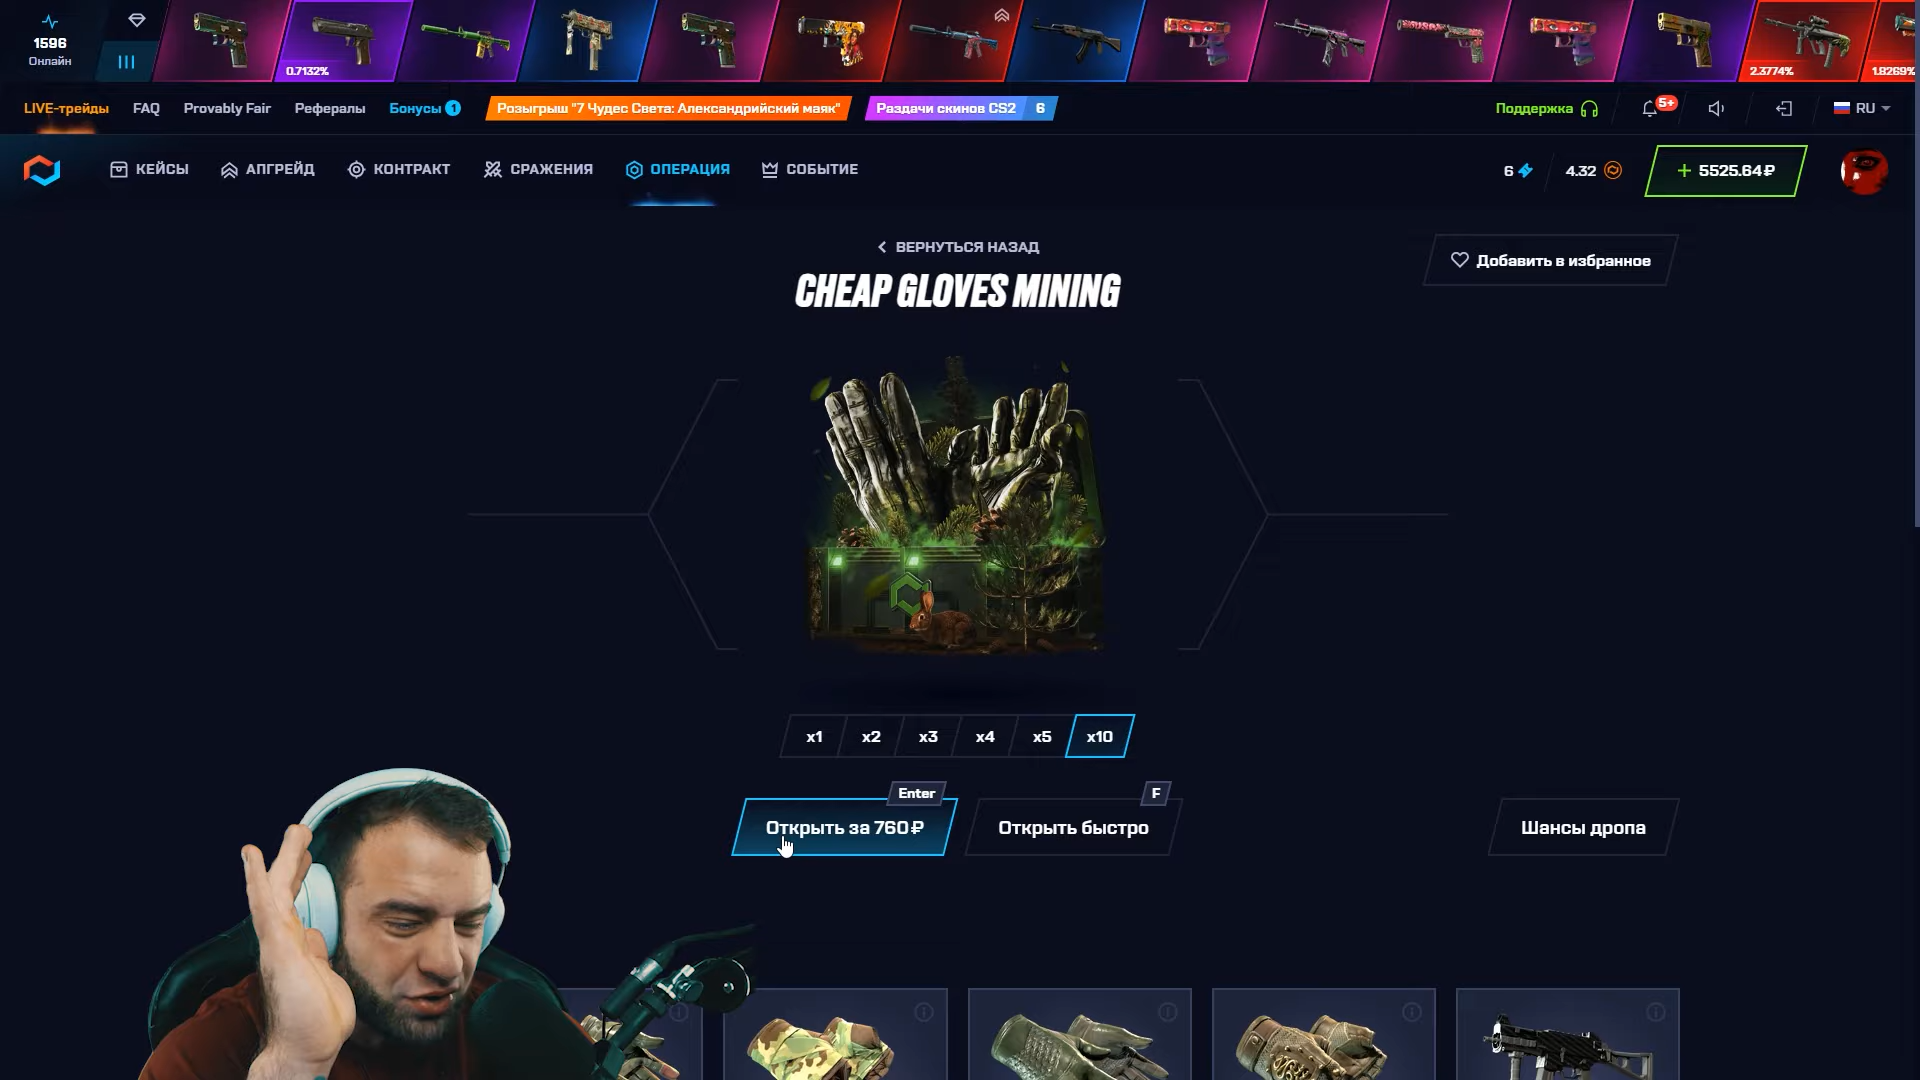 1596
Онлайн
0.7132%
2.3774%
1.8269%
LIVE-трейды
FAQ
Provably Fair
Рефералы
Бонусы 1
Розыгрыш "7 Чудес Света: Александрийский маяк"
Раздачи скинов CS2 6
Поддержка
5+
RU
КЕЙСЫ
АПГРЕЙД
КОНТРАКТ
СРАЖЕНИЯ
ОПЕРАЦИЯ
СОБЫТИЕ
6
4.32
+ 5525.64₽
ВЕРНУТЬСЯ НАЗАД
Добавить в избранное
CHEAP GLOVES MINING
x1
x2
x3
x4
x5
x10
Enter
F
Открыть за 760₽
Открыть быстро
Шансы дропа